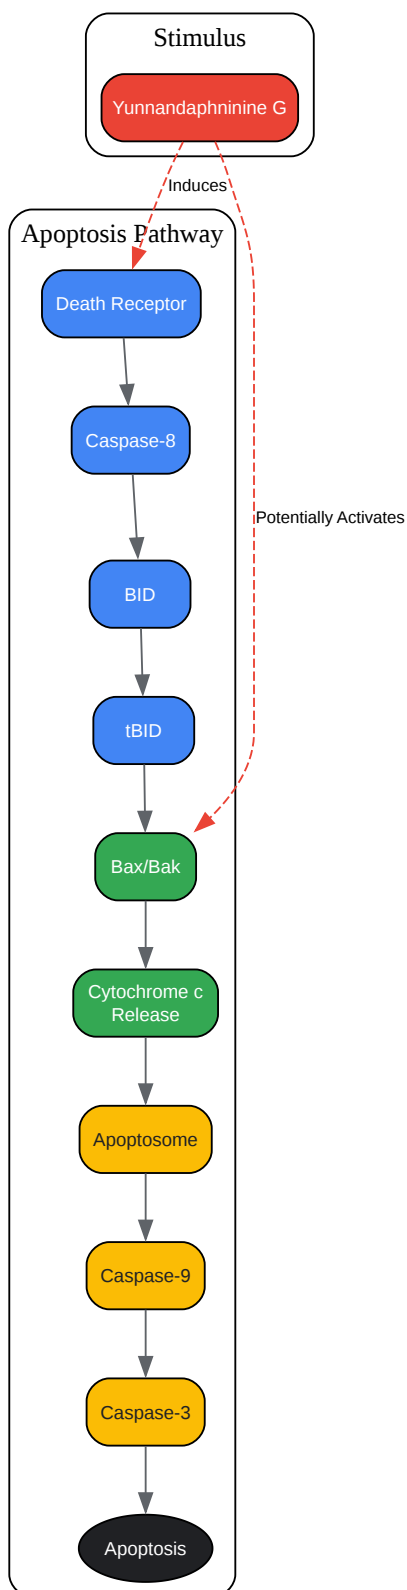 Stimulus
Yunnandaphninine G
Induces
Apoptosis Pathway
Death Receptor
Caspase-8
Potentially Activates
BID
tBID
Bax/Bak
Cytochrome c
Release
Apoptosome
Caspase-9
Caspase-3
Apoptosis